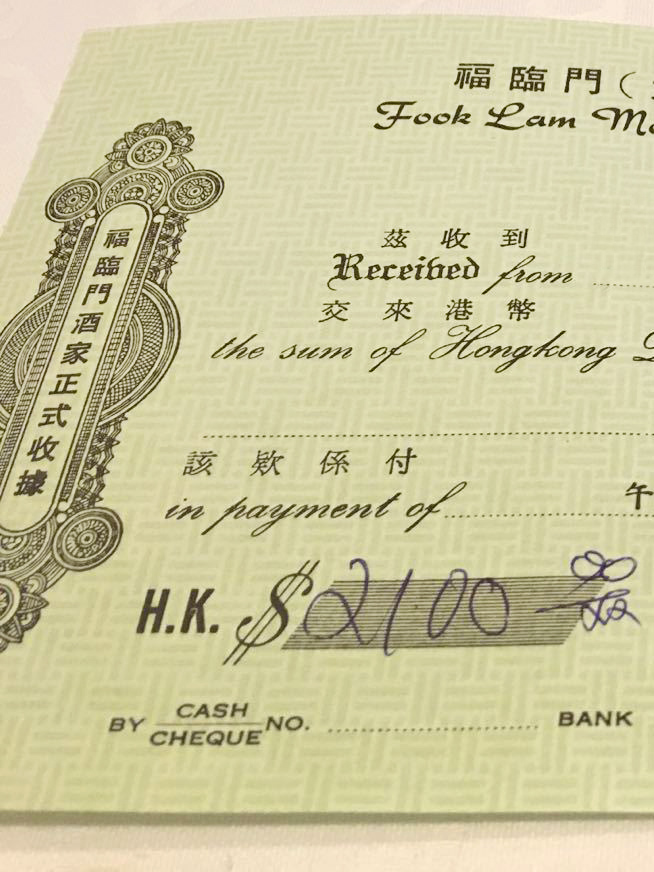 福臨門（
Fook Lam
福臨門酒家正式收據
茲收到
Received from
交來港幣
the sum of Hongkong
該欵係付
in payment of 午
H.K. $ 2100
BY CASH NO. BANK
CHEQUE